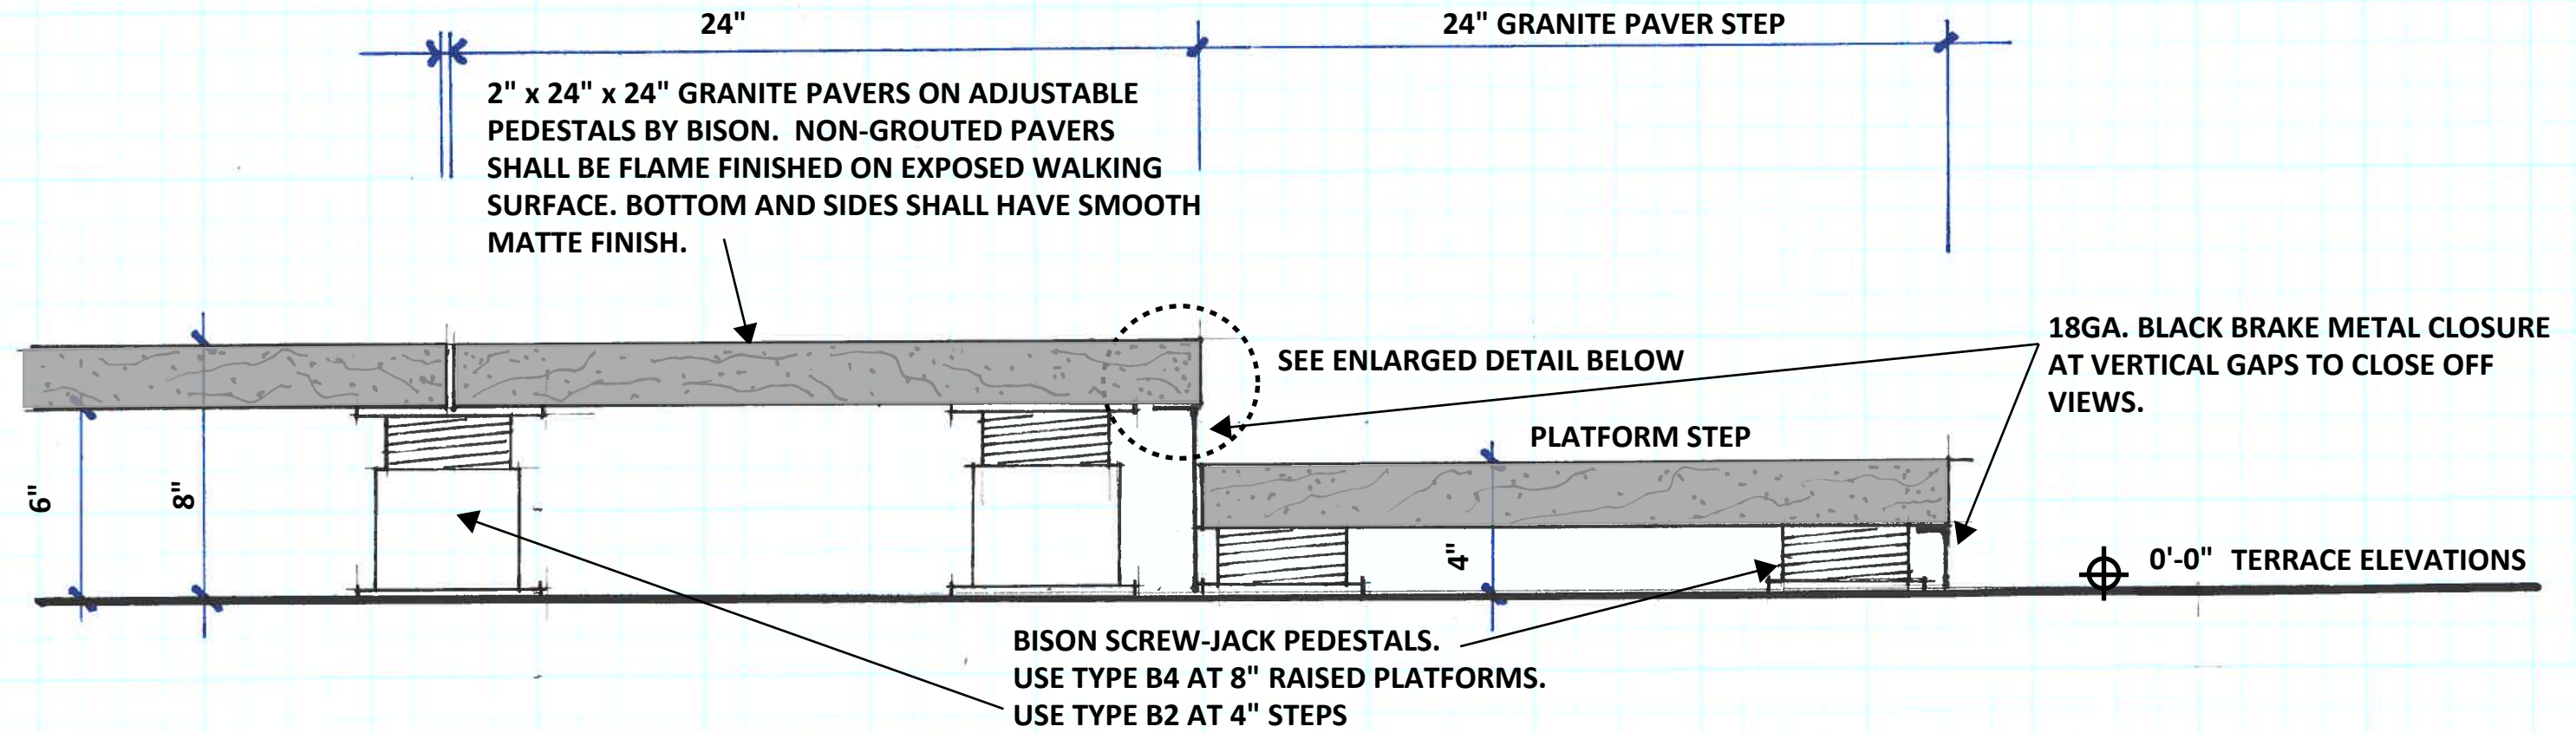 24"
24" GRANITE PAVER STEP
2" x 24" x 24" GRANITE PAVERS ON ADJUSTABLE
PEDESTALS BY BISON.  NON-GROUTED PAVERS
SHALL BE FLAME FINISHED ON EXPOSED WALKING
SURFACE. BOTTOM AND SIDES SHALL HAVE SMOOTH
MATTE FINISH.
SEE ENLARGED DETAIL BELOW
18GA. BLACK BRAKE METAL CLOSURE
AT VERTICAL GAPS TO CLOSE OFF
VIEWS.
PLATFORM STEP
6"
8"
4"
0'-0"  TERRACE ELEVATIONS
BISON SCREW-JACK PEDESTALS.
USE TYPE B4 AT 8" RAISED PLATFORMS.
USE TYPE B2 AT 4" STEPS